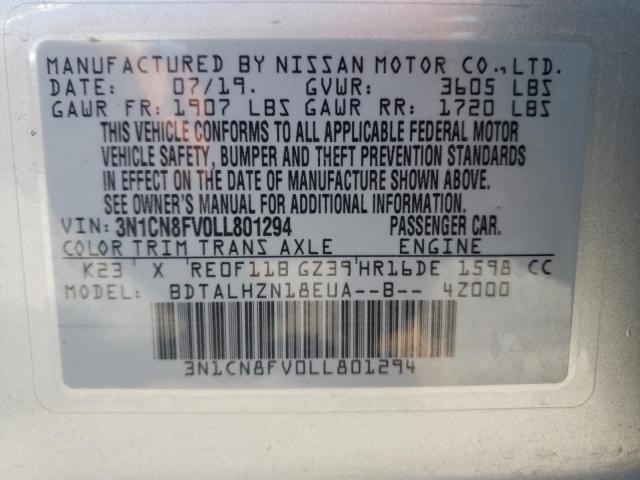 MANUFACTURED BY NISSAN MOTOR CO.,LTD.
DATE: 07/19. GVWR: 3605 LBS
GAWR FR: 1907 LBS GAWR RR: 1720 LBS
THIS VEHICLE CONFORMS TO ALL APPLICABLE FEDERAL MOTOR
VEHICLE SAFETY, BUMPER AND THEFT PREVENTION STANDARDS
IN EFFECT ON THE DATE OF MANUFACTURE SHOWN ABOVE.
SEE OWNER'S MANUAL FOR ADDITIONAL INFORMATION.
VIN: 3N1CN8FV0LL801294 PASSENGER CAR.
COLOR TRIM TRANS AXLE ENGINE
K23 X RE0F11B GZ39 HR16DE 1598 CC
MODEL: BDTALHZN18EUA--B-- 4Z000
3N1CN8FV0LL801294